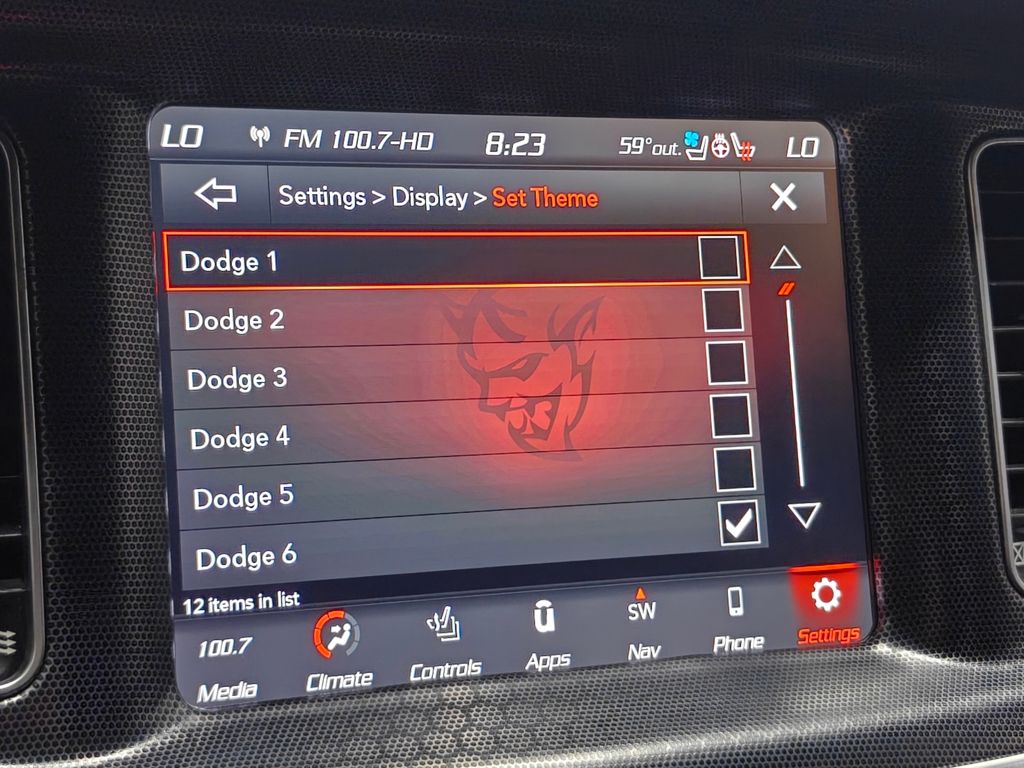 LO FM 100.7-HD 8:23 59°out. LO
Settings > Display > Set Theme
Dodge 1
Dodge 2
Dodge 3
Dodge 4
Dodge 5
Dodge 6
12 items in list
100.7 SW
Media Climate Controls Apps Nav Phone Settings